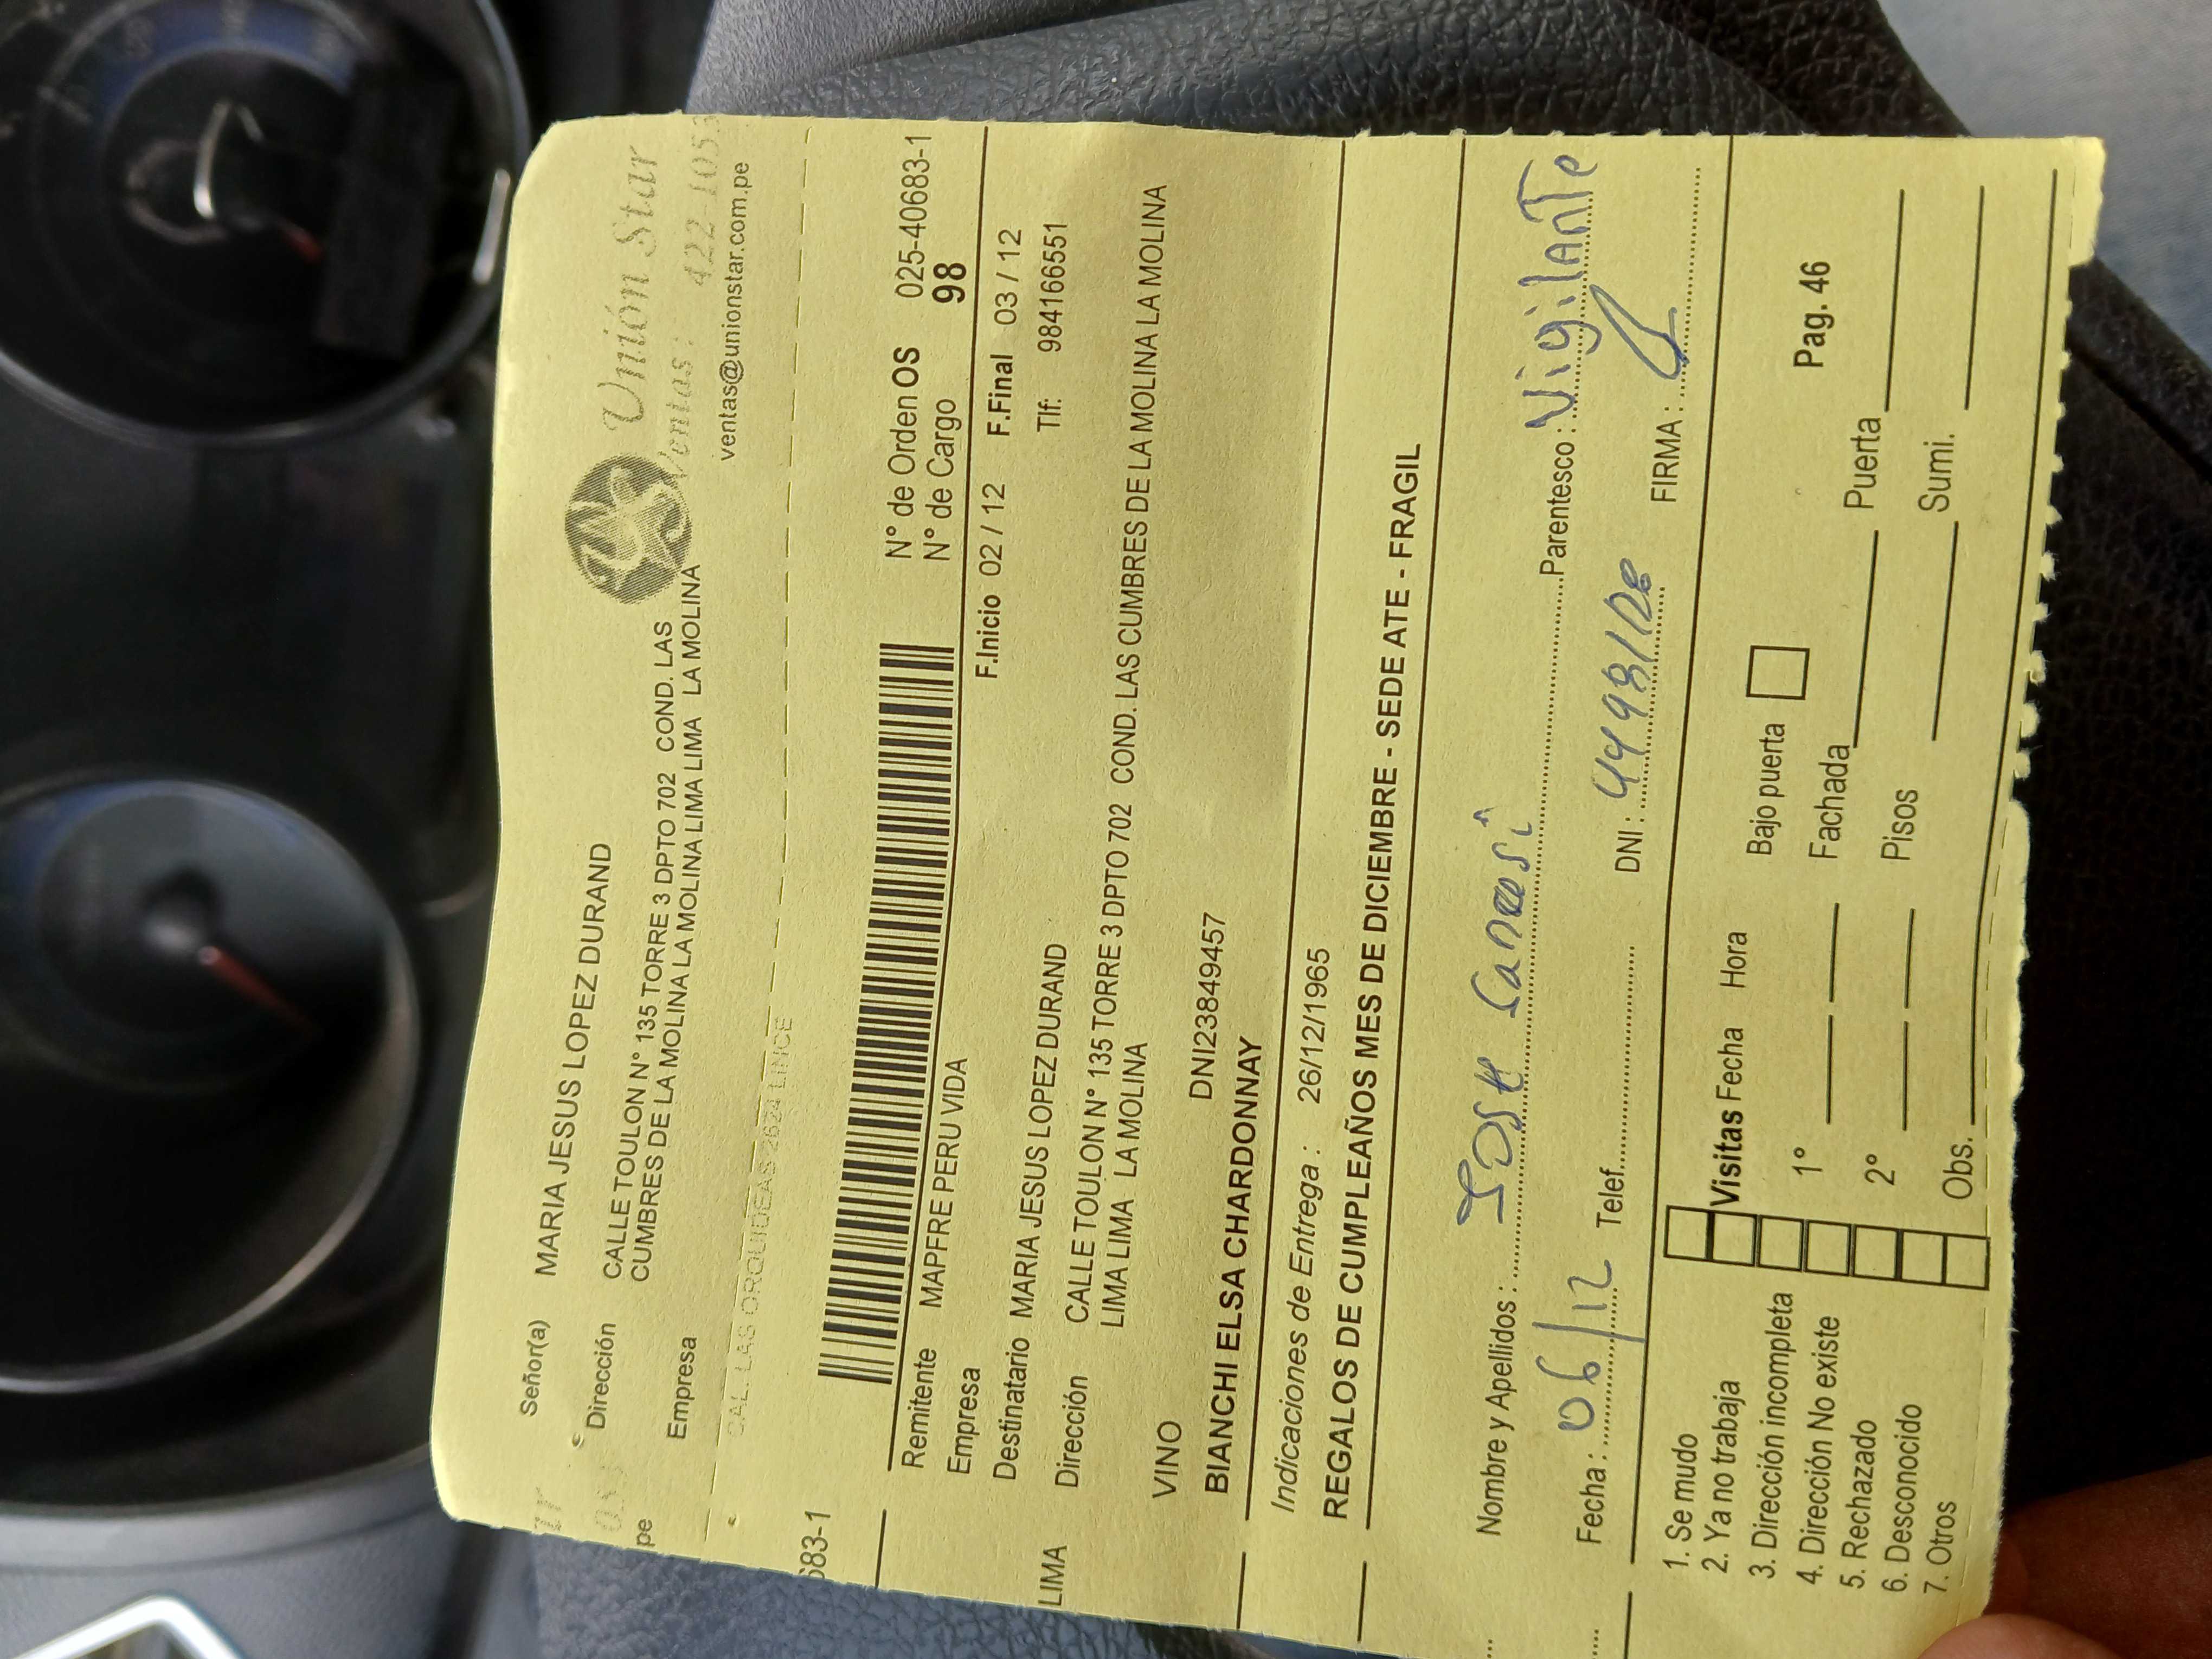 Señor(a) MARIA JESUS LOPEZ DURAND
Unión Star
Ventas: 422-105
Dirección CALLE TOULON N° 135 TORRE 3 DPTO 702 COND. LAS
CUMBRES DE LA MOLINA LA MOLINA LIMA LIMA LA MOLINA
Empresa
ventas@unionstar.com.pe
pe
CAL. LAS ORQUIDEAS 2624 LINCE
683-1
N° de Orden OS 025-40683-1
N° de Cargo 98
Remitente MAPFRE PERU VIDA
F.Inicio 02 / 12 F.Final 03 / 12
Empresa
Destinatario MARIA JESUS LOPEZ DURAND Tlf: 984166551
Dirección CALLE TOULON N° 135 TORRE 3 DPTO 702 COND. LAS CUMBRES DE LA MOLINA LA MOLINA
LIMA LIMA LA MOLINA
LIMA
VINO DNI23849457
BIANCHI ELSA CHARDONNAY
Indicaciones de Entrega : 26/12/1965
REGALOS DE CUMPLEAÑOS MES DE DICIEMBRE - SEDE ATE - FRAGIL
Nombre y Apellidos : José Parentesco : Vigilante
Fecha : 06/12 Telef. DNI : FIRMA :
1. Se mudo
2. Ya no trabaja Visitas Fecha Hora Bajo puerta Pag. 46
3. Dirección incompleta 1° Fachada Puerta
4. Dirección No existe
5. Rechazado 2° Pisos Sumi.
6. Desconocido
7. Otros Obs.